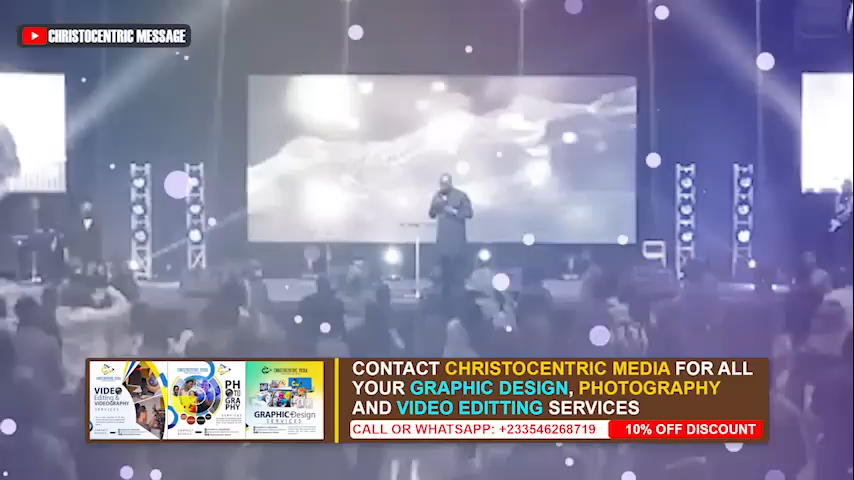 CHRISTOCENTRIC MESSAGE
CONTACT CHRISTOCENTRIC MEDIA FOR ALL
YOUR GRAPHIC DESIGN, PHOTOGRAPHY
AND VIDEO EDITTING SERVICES
CALL OR WHATSAPP: +233546268719
10% OFF DISCOUNT
VIDEO
Editing &
VIDEOGRAPHY
SERVICES
PH
TO
GRA
PHY
GRAPHIC Design
SERVICES